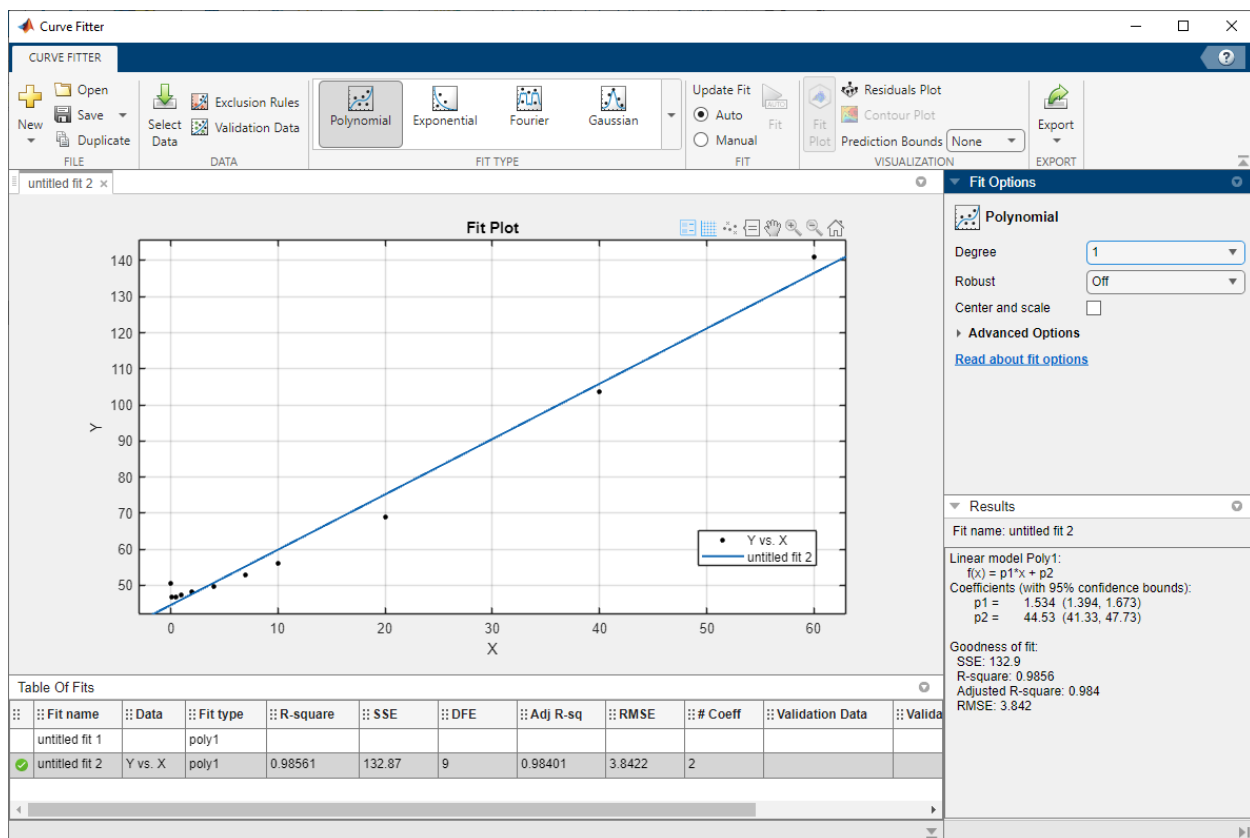 Curve Fitter
CURVE FITTER
?
New
Open
Save
Duplicate
FILE
Select Data
Exclusion Rules
Validation Data
DATA
Polynomial
Exponential
Fourier
Gaussian
FIT TYPE
Update Fit
Auto
Manual
AUTO
Fit
FIT
Fit Plot
Residuals Plot
Contour Plot
Prediction Bounds None
VISUALIZATION
Export
EXPORT
untitled fit 2 ×
Fit Plot
140
130
120
110
100
90
80
70
60
50
Y
0 10 20 30 40 50 60
X
Y vs. X
untitled fit 2
Table Of Fits
Fit name Data Fit type R-square SSE DFE Adj R-sq RMSE # Coeff Validation Data Valida
untitled fit 1 poly1
untitled fit 2 Y vs. X poly1 0.98561 132.87 9 0.98401 3.8422 2
Fit Options
Polynomial
Degree 1
Robust Off
Center and scale
Advanced Options
Read about fit options
Results
Fit name: untitled fit 2
Linear model Poly1:
f(x) = p1*x + p2
Coefficients (with 95% confidence bounds):
p1 = 1.534 (1.394, 1.673)
p2 = 44.53 (41.33, 47.73)
Goodness of fit:
SSE: 132.9
R-square: 0.9856
Adjusted R-square: 0.984
RMSE: 3.842